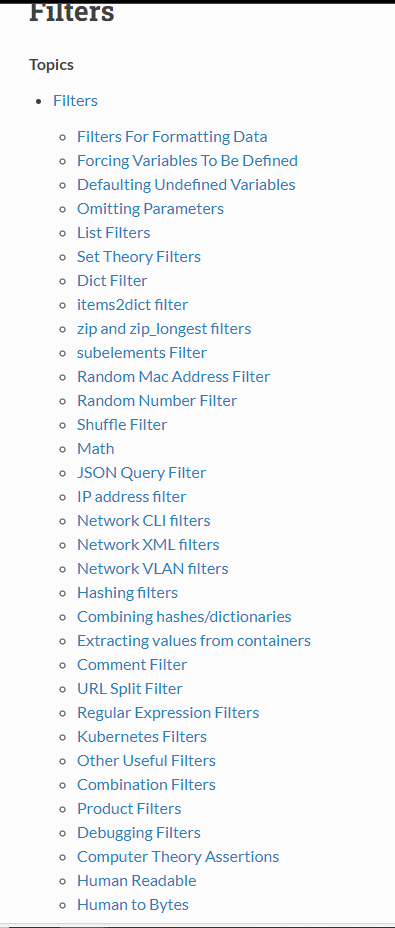 Filters
Topics
Filters
Filters For Formatting Data
Forcing Variables To Be Defined
Defaulting Undefined Variables
Omitting Parameters
List Filters
Set Theory Filters
Dict Filter
items2dict filter
zip and zip_longest filters
subelements Filter
Random Mac Address Filter
Random Number Filter
Shuffle Filter
Math
JSON Query Filter
IP address filter
Network CLI filters
Network XML filters
Network VLAN filters
Hashing filters
Combining hashes/dictionaries
Extracting values from containers
Comment Filter
URL Split Filter
Regular Expression Filters
Kubernetes Filters
Other Useful Filters
Combination Filters
Product Filters
Debugging Filters
Computer Theory Assertions
Human Readable
Human to Bytes